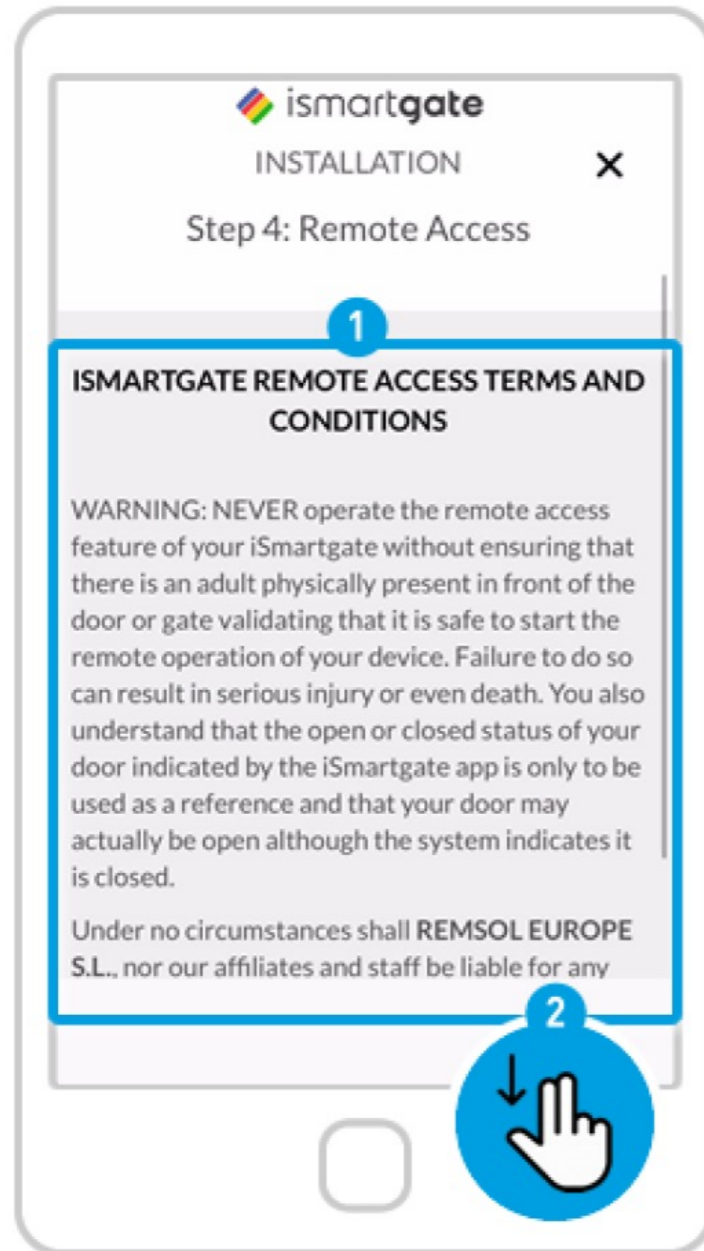 ismartgate
INSTALLATION
Step 4: Remote Access
1
ISMARTGATE REMOTE ACCESS TERMS AND
CONDITIONS
WARNING: NEVER operate the remote access
feature of your iSmartgate without ensuring that
there is an adult physically present in front of the
door or gate validating that it is safe to start the
remote operation of your device. Failure to do so
can result in serious injury or even death. You also
understand that the open or closed status of your
door indicated by the iSmartgate app is only to be
used as a reference and that your door may
actually be open although the system indicates it
is closed.
Under no circumstances shall REMSOL EUROPE
S.L., nor our affiliates and staff be liable for any
2